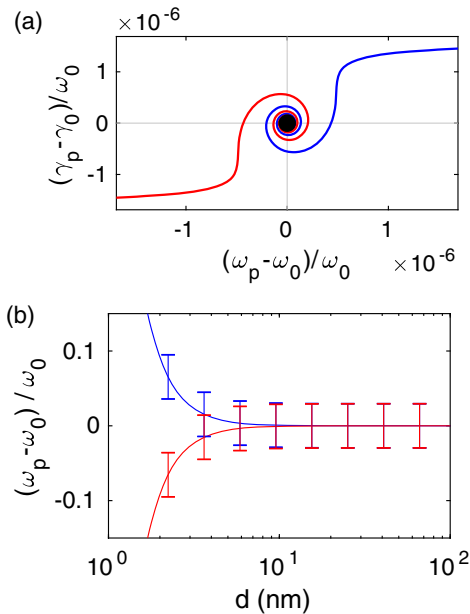 (a)
×10⁻⁶
(γₚ-γ₀)/ω₀
1
0
-1
-1 0 1
(ωₚ-ω₀)/ω₀ ×10⁻⁶
(b)
(ωₚ-ω₀)/ω₀
0.1
0
-0.1
10⁰ 10¹ 10²
d (nm)